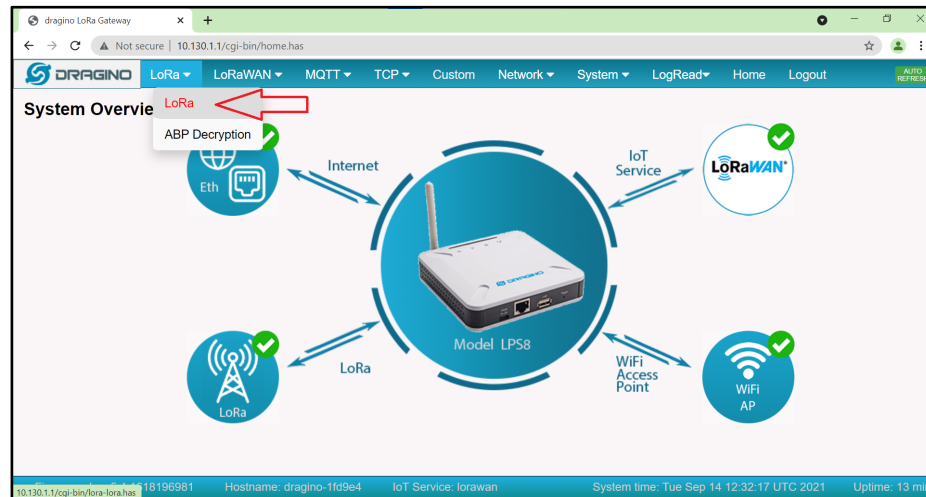 dragino LoRa Gateway
Not secure 10.130.1.1/cgi-bin/home.has
DRAGINO LoRa LoRaWAN MQTT TCP Custom Network System LogRead Home Logout AUTO REFRESH
System Overvie
LoRa
ABP Decryption
Internet
Eth
IoT
Service
LoRaWAN
DRAGINO
Model LPS8
LoRa
LoRa
WiFi
Access
Point
WiFi
AP
10.130.1.1/cgi-bin/lora-lora.has
18196981 Hostname: dragino-1fd9e4 IoT Service: lorawan System time: Tue Sep 14 12:32:17 UTC 2021 Uptime: 13 min